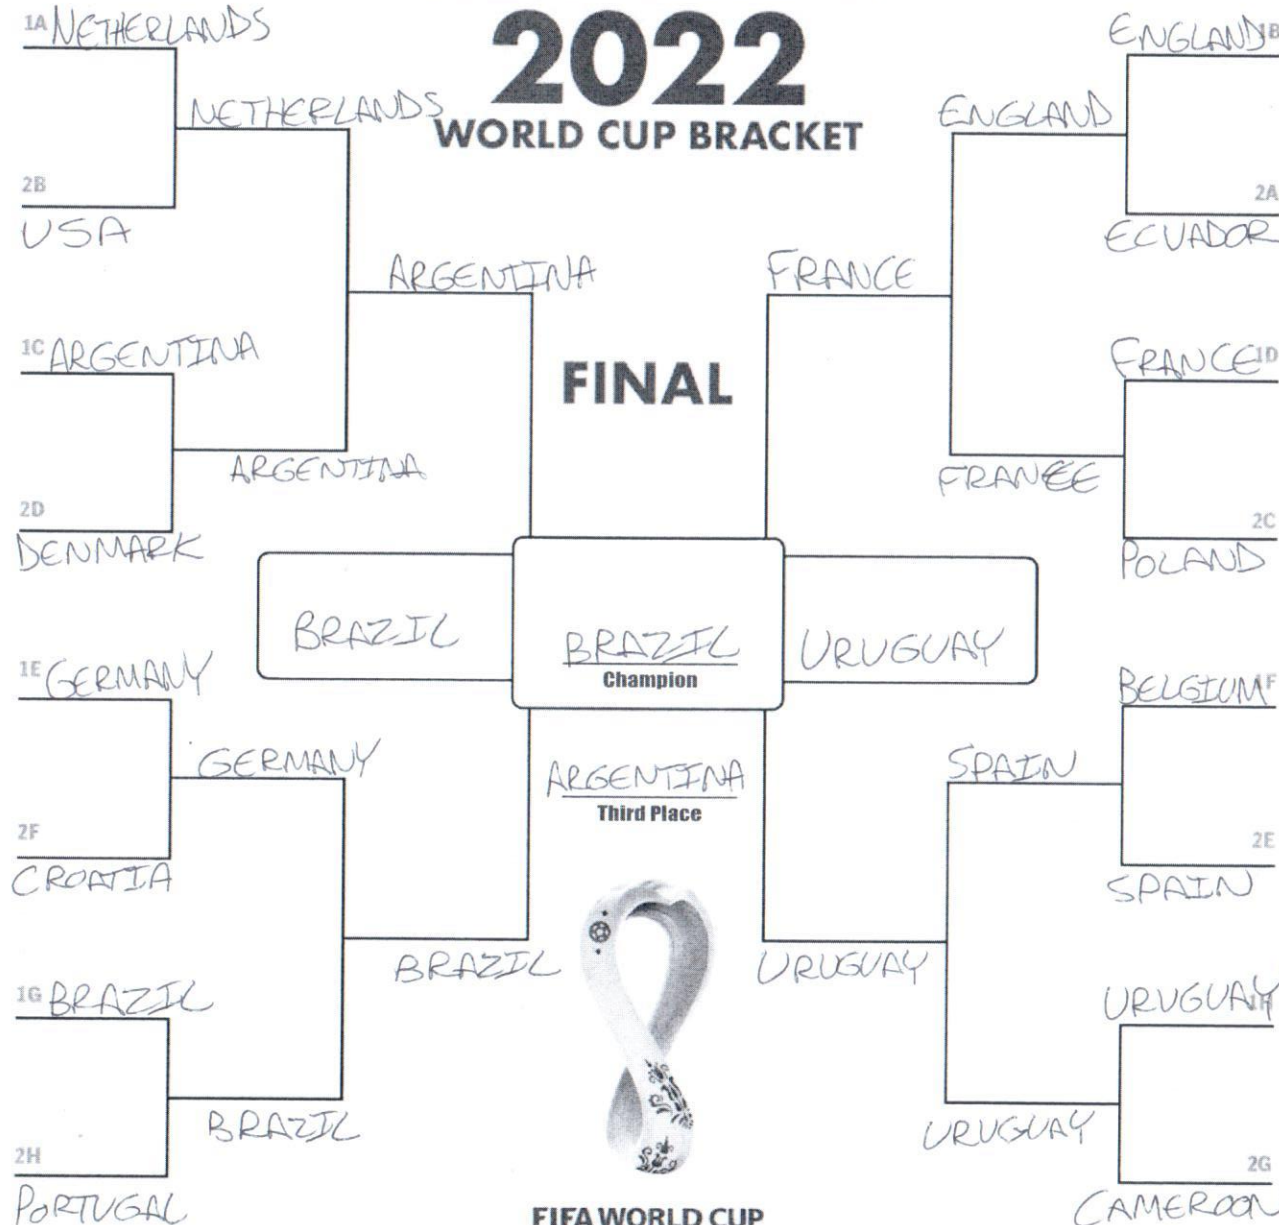 2022
WORLD CUP BRACKET
1A NETHERLANDS
NETHERLANDS
2B
USA
ARGENTINA
1C ARGENTINA
ARGENTINA
2D
DENMARK
1E GERMANY
GERMANY
2F
CROATIA
BRAZIL
1G BRAZIL
BRAZIL
2H
PORTUGAL
FINAL
BRAZIL
BRAZIL
Champion
URUGUAY
ARGENTINA
Third Place
FIFA WORLD CUP
ENGLAND 1B
ENGLAND
2A
ECUADOR
FRANCE
FRANCE 1D
FRANCE
2C
POLAND
BELGIUM 1F
SPAIN
2E
SPAIN
URUGUAY
URUGUAY 1H
URUGUAY
2G
CAMEROON